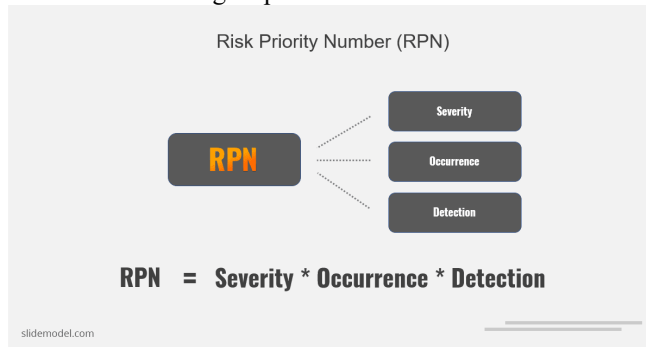 Risk Priority Number (RPN)
Severity
RPN
Occurrence
Detection
RPN = Severity * Occurrence * Detection
slidemodel.com